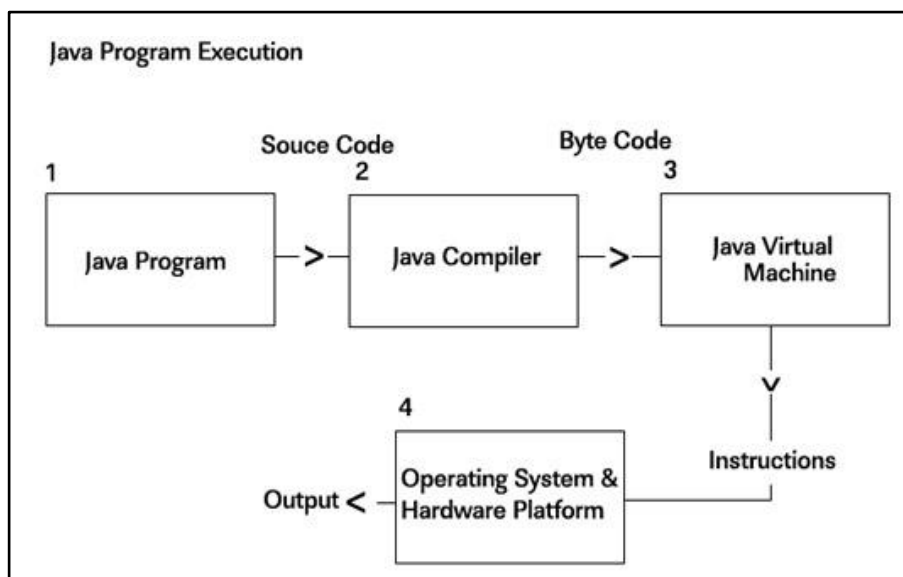 Java Program Execution
Souce Code
Byte Code
1
2
3
Java Program
Java Compiler
Java Virtual
Machine
4
Instructions
Operating System &
Hardware Platform
Output